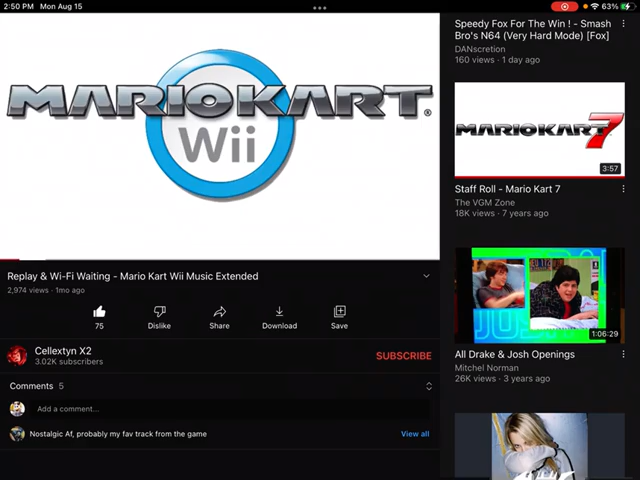 2:50 PM Mon Aug 15
63%
MARIOKART®
Wii
Replay & Wi-Fi Waiting - Mario Kart Wii Music Extended
2,974 views · 1mo ago
75
Dislike
Share
Download
Save
Cellextyn X2
3.02K subscribers
SUBSCRIBE
Comments 5
Add a comment...
Nostalgic Af, probably my fav track from the game
View all
Speedy Fox For The Win ! - Smash
Bro's N64 (Very Hard Mode) [Fox]
DANscretion
160 views · 1 day ago
MARIOKART 7
3:57
Staff Roll - Mario Kart 7
The VGM Zone
18K views · 7 years ago
1:06:29
All Drake & Josh Openings
Mitchel Norman
26K views · 3 years ago